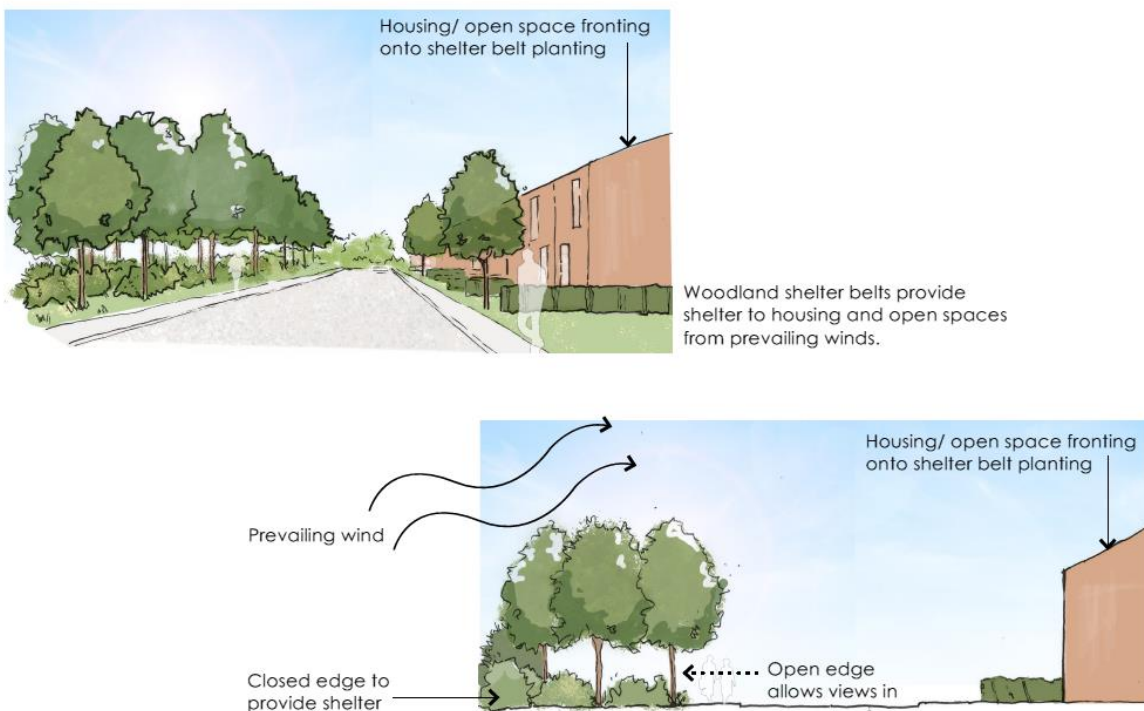 Housing/ open space fronting
onto shelter belt planting
Woodland shelter belts provide
shelter to housing and open spaces
from prevailing winds.
Housing/ open space fronting
onto shelter belt planting
Prevailing wind
Open edge
allows views in
Closed edge to
provide shelter